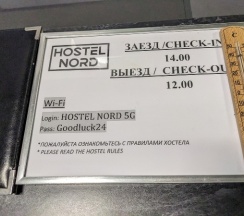 HOSTEL
NORD
ЗАЕЗД /CHECK-IN
14.00
ВЫЕЗД / CHECK-OU
12.00
Wi-Fi
Login: HOSTEL NORD 5G
Pass: Goodluck24
*ПОЖАЛУЙСТА ОЗНАКОМЬТЕСЬ С ПРАВИЛАМИ ХОСТЕЛА
* PLEASE READ THE HOSTEL RULES